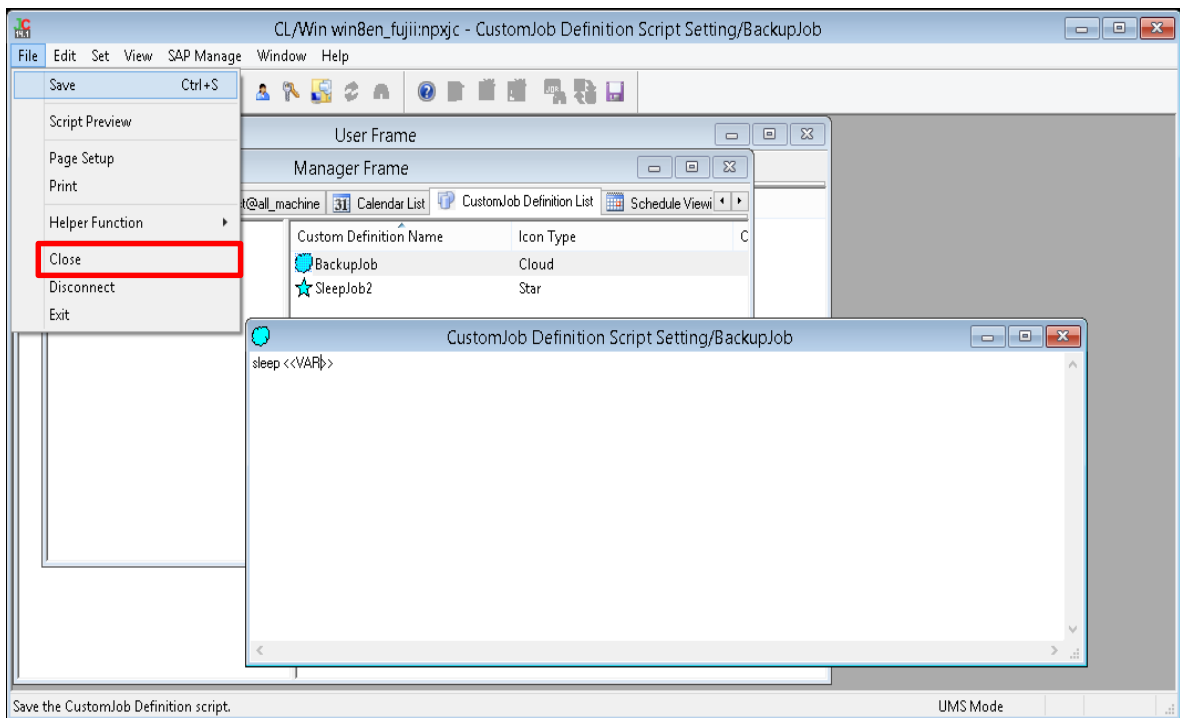 CL/Win win8en_fujii:npxjc - CustomJob Definition Script Setting/BackupJob
File Edit Set View SAP Manage Window Help
Save Ctrl+S
Script Preview
Page Setup
Print
Helper Function
Close
Disconnect
Exit
User Frame
Manager Frame
t@all_machine 31 Calendar List CustomJob Definition List Schedule Viewi
Custom Definition Name Icon Type C
BackupJob Cloud
SleepJob2 Star
CustomJob Definition Script Setting/BackupJob
sleep <<VAR>>
Save the CustomJob Definition script. UMS Mode